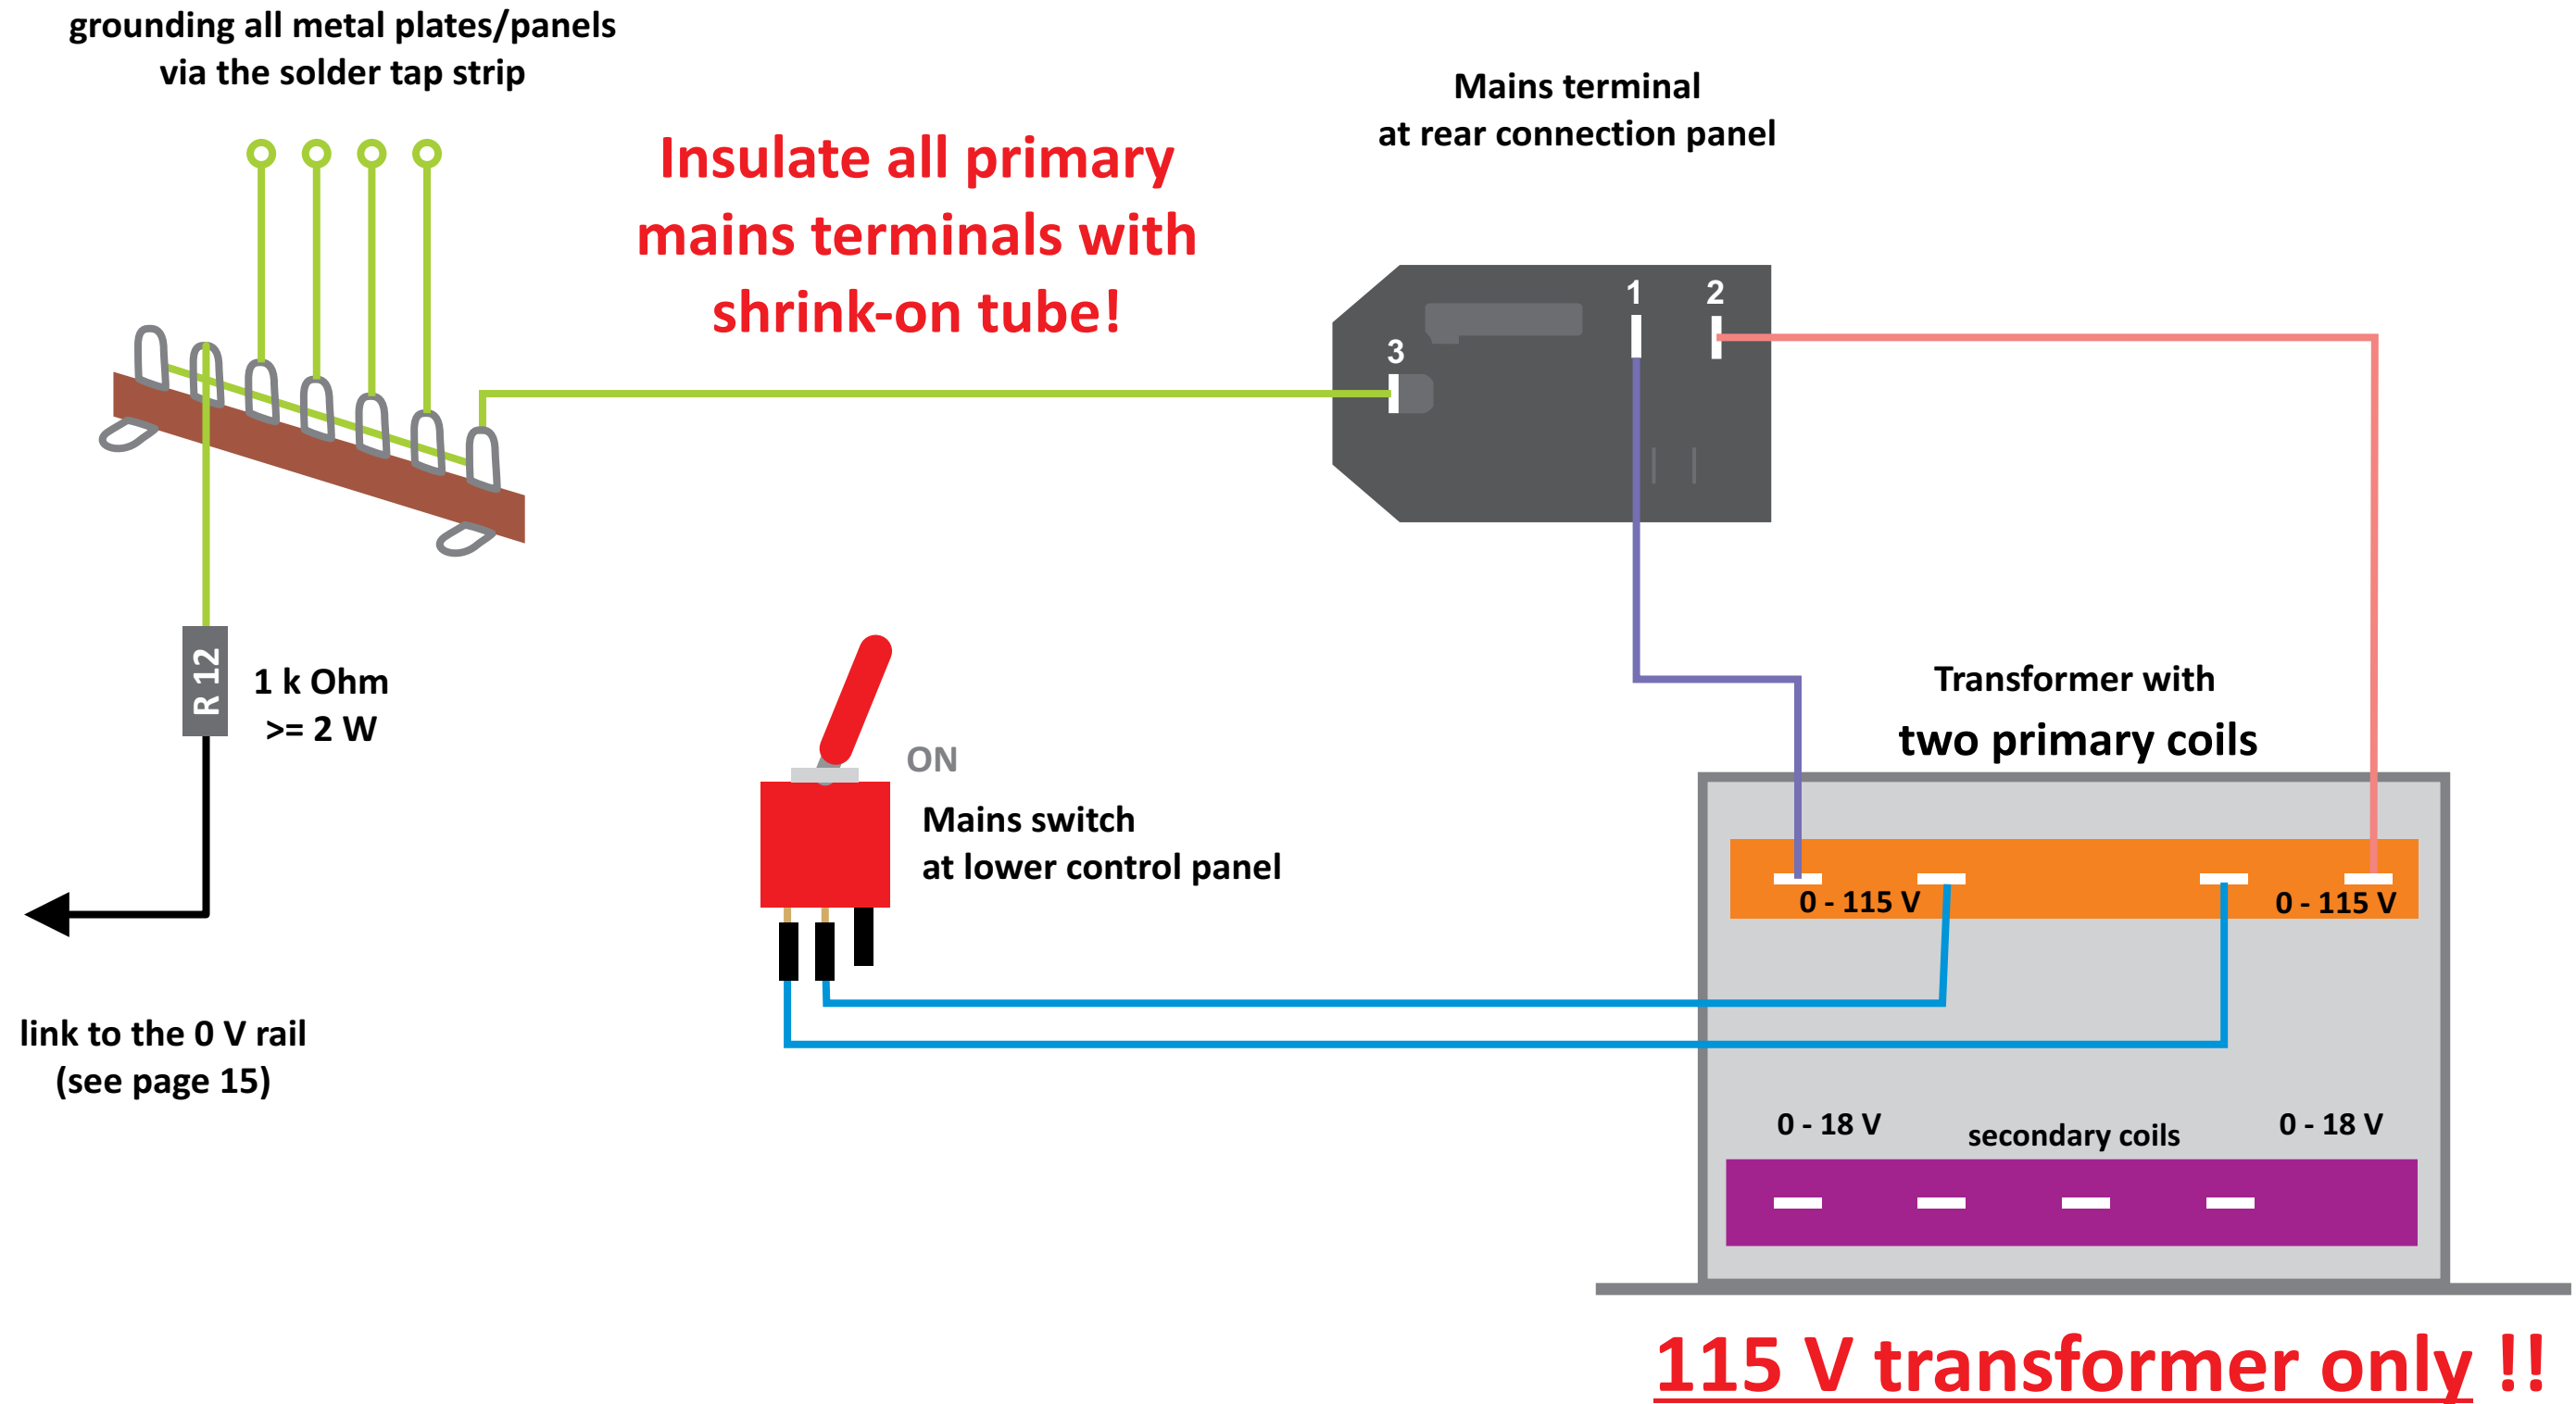 grounding all metal plates/panels
via the solder tap strip
Insulate all primary
mains terminals with
shrink-on tube!
Mains terminal
at rear connection panel
1
2
3
R 12
1 k Ohm
>= 2 W
link to the 0 V rail
(see page 15)
ON
Mains switch
at lower control panel
Transformer with
two primary coils
0 - 115 V
0 - 115 V
0 - 18 V
secondary coils
0 - 18 V
115 V transformer only !!